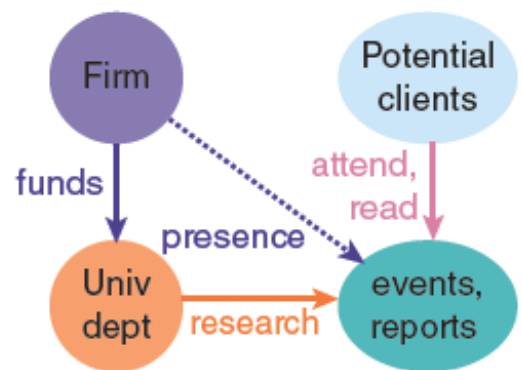 Firm
Potential
clients
funds
attend,
read
presence
Univ
dept
research
events,
reports